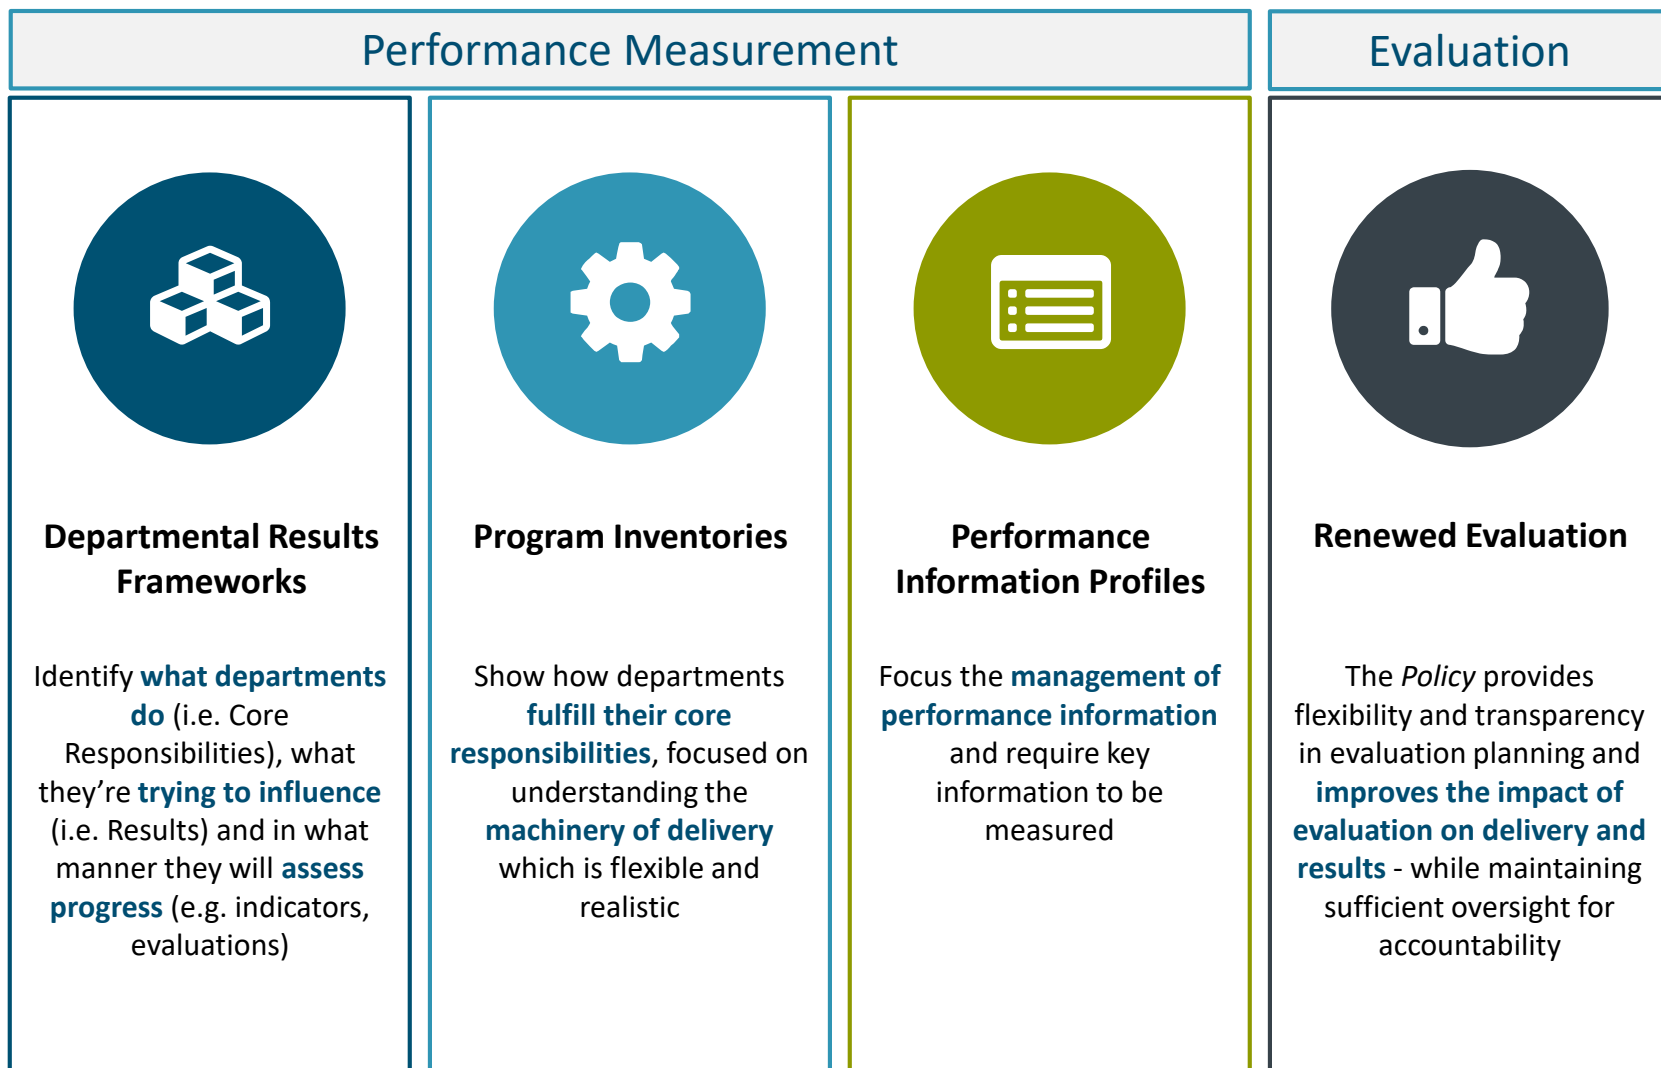 Performance Measurement
Evaluation
Departmental Results
Frameworks
Identify what departments
do (i.e. Core
Responsibilities), what
they’re trying to influence
(i.e. Results) and in what
manner they will assess
progress (e.g. indicators,
evaluations)
Program Inventories
Show how departments
fulfill their core
responsibilities, focused on
understanding the
machinery of delivery
which is flexible and
realistic
Performance
Information Profiles
Focus the management of
performance information
and require key
information to be
measured
Renewed Evaluation
The Policy provides
flexibility and transparency
in evaluation planning and
improves the impact of
evaluation on delivery and
results - while maintaining
sufficient oversight for
accountability